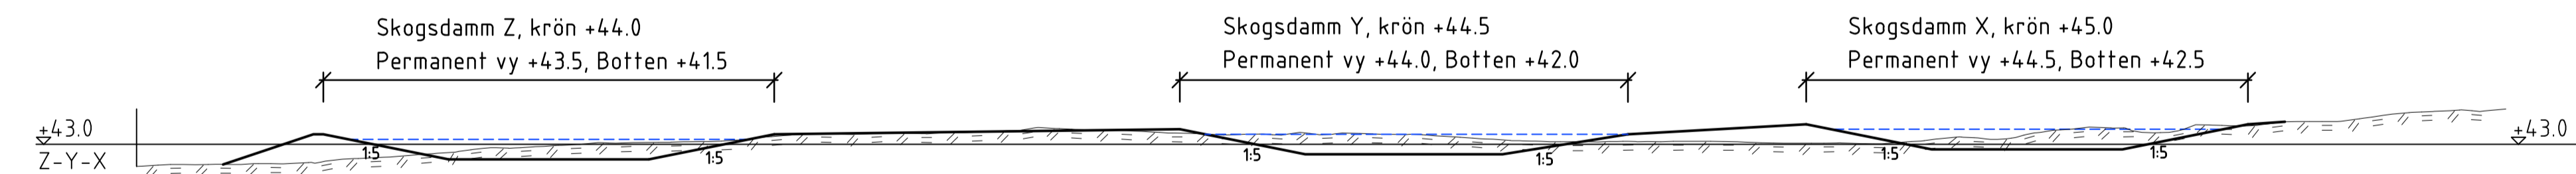 Skogsdamm Z, krön +44.0
Permanent vy +43.5, Botten +41.5
Skogsdamm Y, krön +44.5
Permanent vy +44.0, Botten +42.0
Skogsdamm X, krön +45.0
Permanent vy +44.5, Botten +42.5
+43.0
Z-Y-X
1:5
1:5
1:5
1:5
1:5
1:5
+43.0